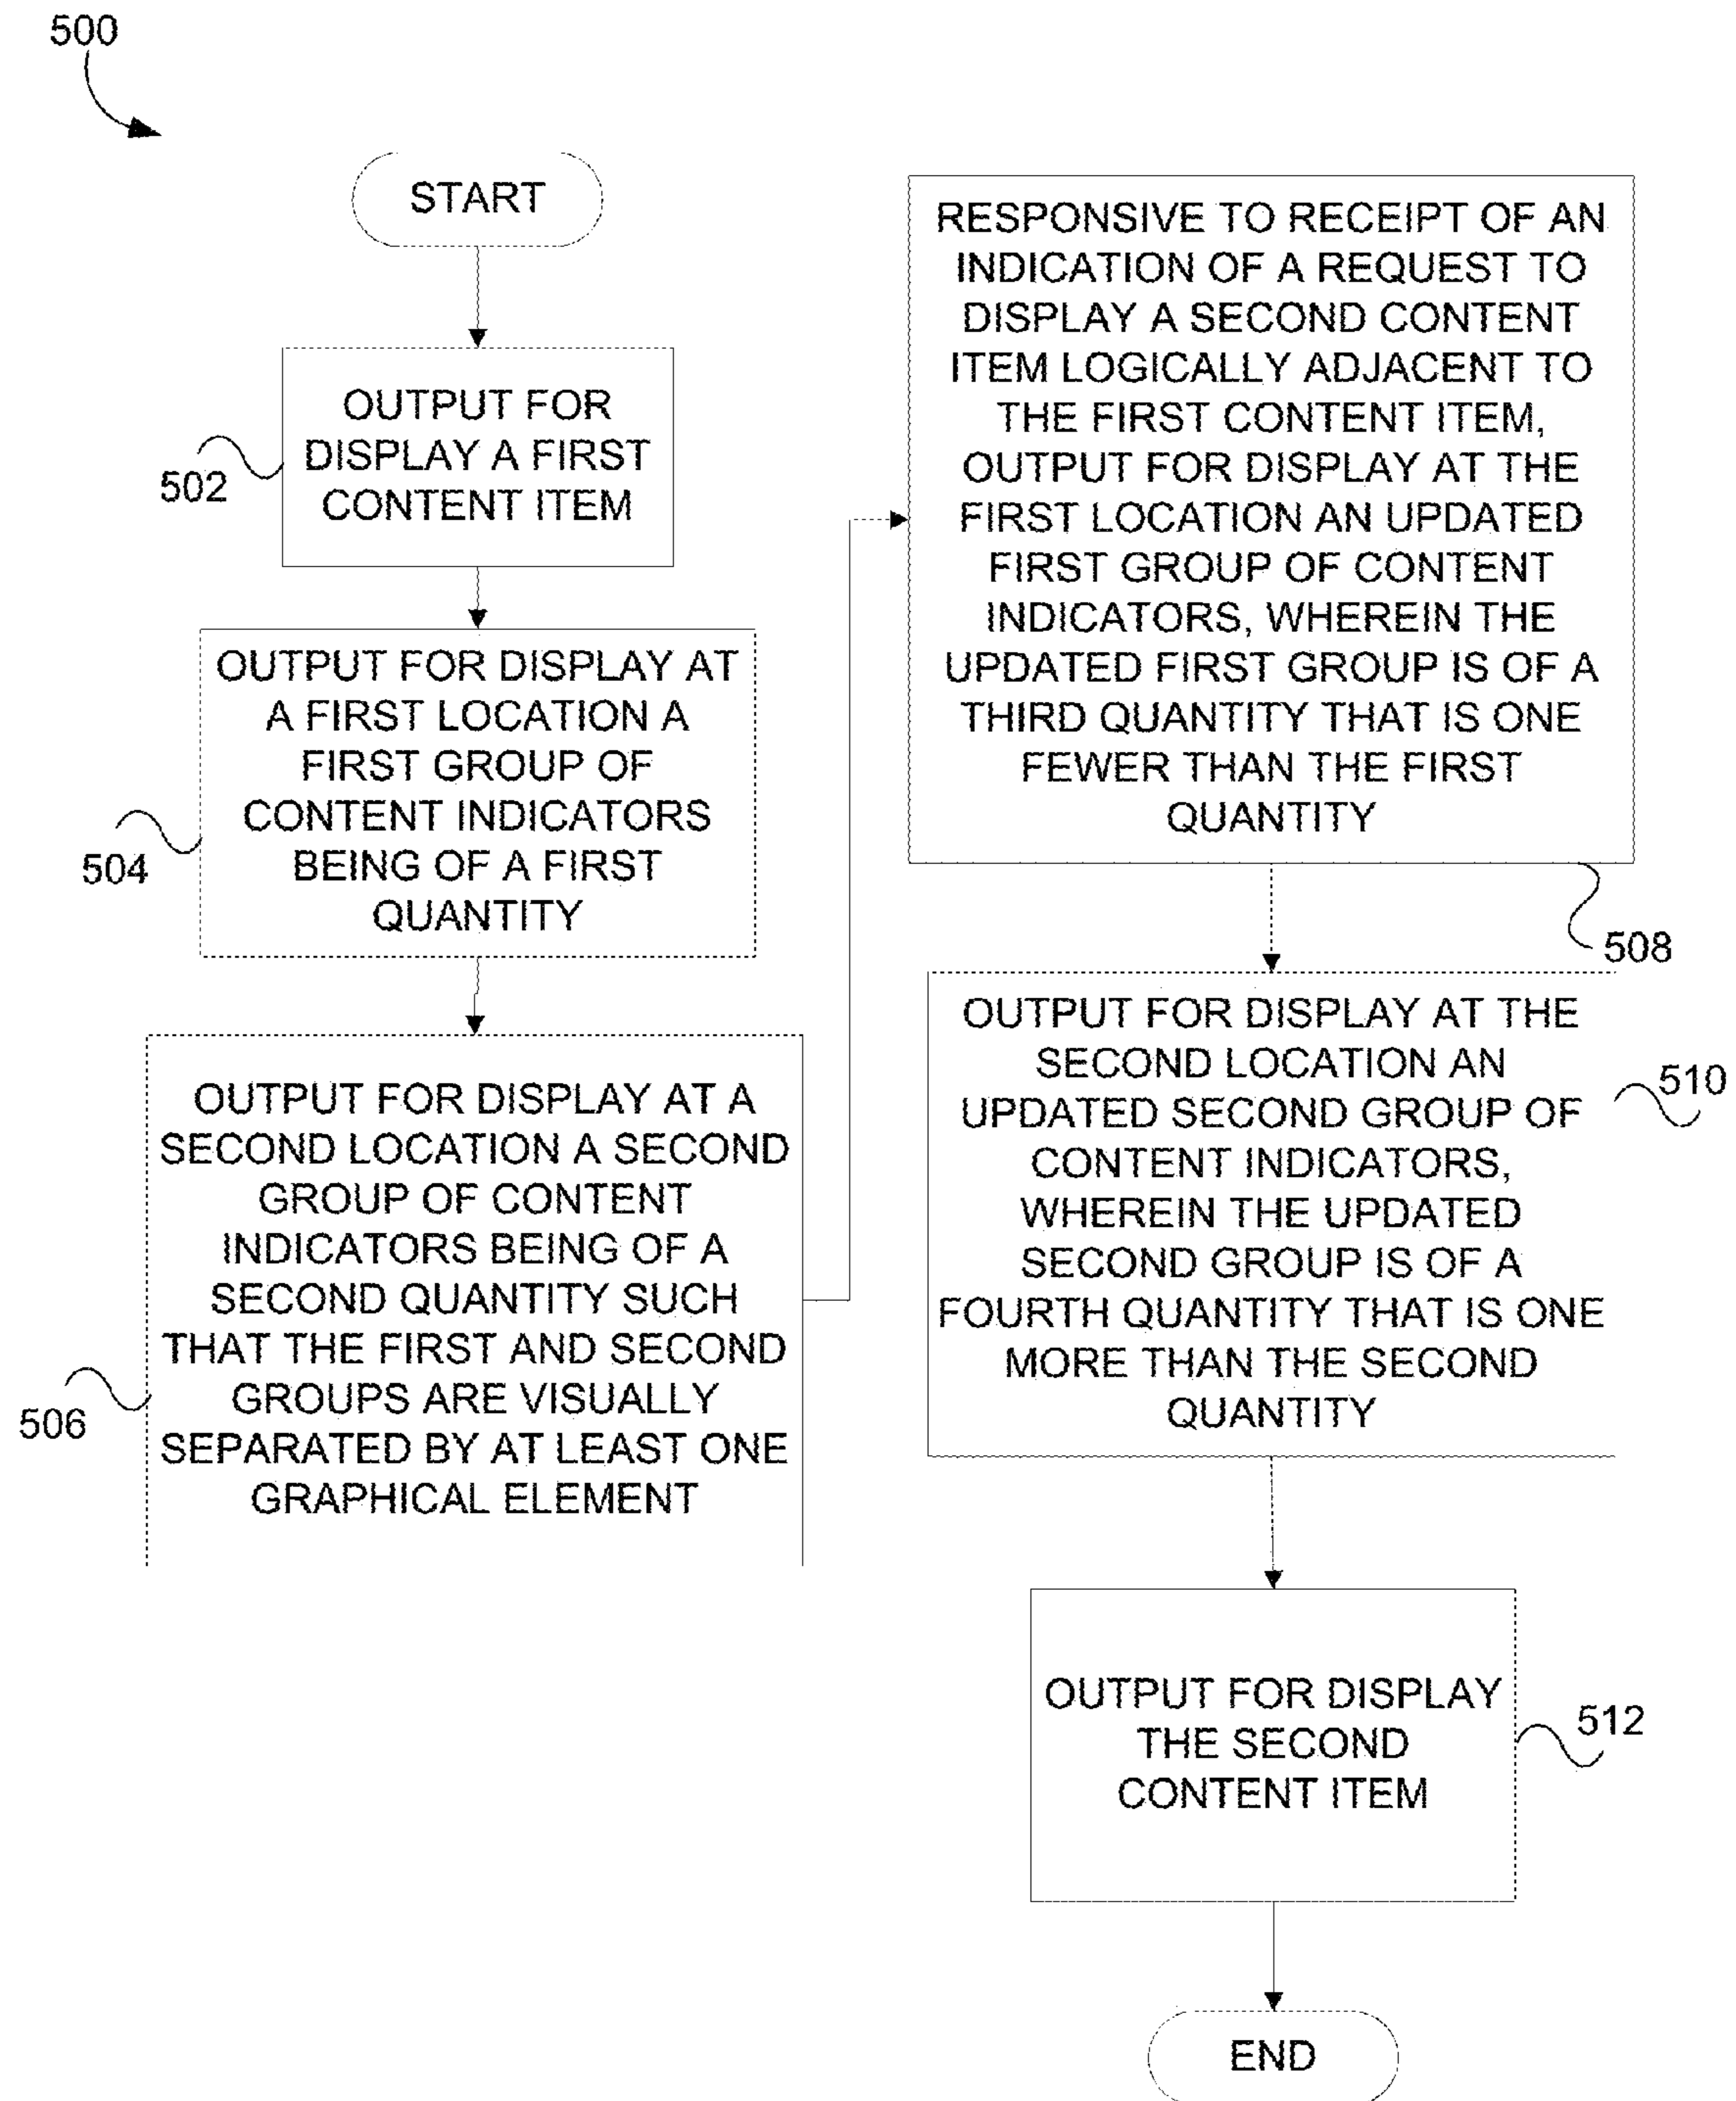 500
START
OUTPUT FOR
DISPLAY A FIRST
CONTENT ITEM
502
OUTPUT FOR DISPLAY AT
A FIRST LOCATION A
FIRST GROUP OF
CONTENT INDICATORS
BEING OF A FIRST
QUANTITY
504
OUTPUT FOR DISPLAY AT A
SECOND LOCATION A SECOND
GROUP OF CONTENT
INDICATORS BEING OF A
SECOND QUANTITY SUCH
THAT THE FIRST AND SECOND
GROUPS ARE VISUALLY
SEPARATED BY AT LEAST ONE
GRAPHICAL ELEMENT
506
RESPONSIVE TO RECEIPT OF AN
INDICATION OF A REQUEST TO
DISPLAY A SECOND CONTENT
ITEM LOGICALLY ADJACENT TO
THE FIRST CONTENT ITEM,
OUTPUT FOR DISPLAY AT THE
FIRST LOCATION AN UPDATED
FIRST GROUP OF CONTENT
INDICATORS, WHEREIN THE
UPDATED FIRST GROUP IS OF A
THIRD QUANTITY THAT IS ONE
FEWER THAN THE FIRST
QUANTITY
508
OUTPUT FOR DISPLAY AT THE
SECOND LOCATION AN
UPDATED SECOND GROUP OF
CONTENT INDICATORS,
WHEREIN THE UPDATED
SECOND GROUP IS OF A
FOURTH QUANTITY THAT IS ONE
MORE THAN THE SECOND
QUANTITY
510
OUTPUT FOR DISPLAY
THE SECOND
CONTENT ITEM
512
END